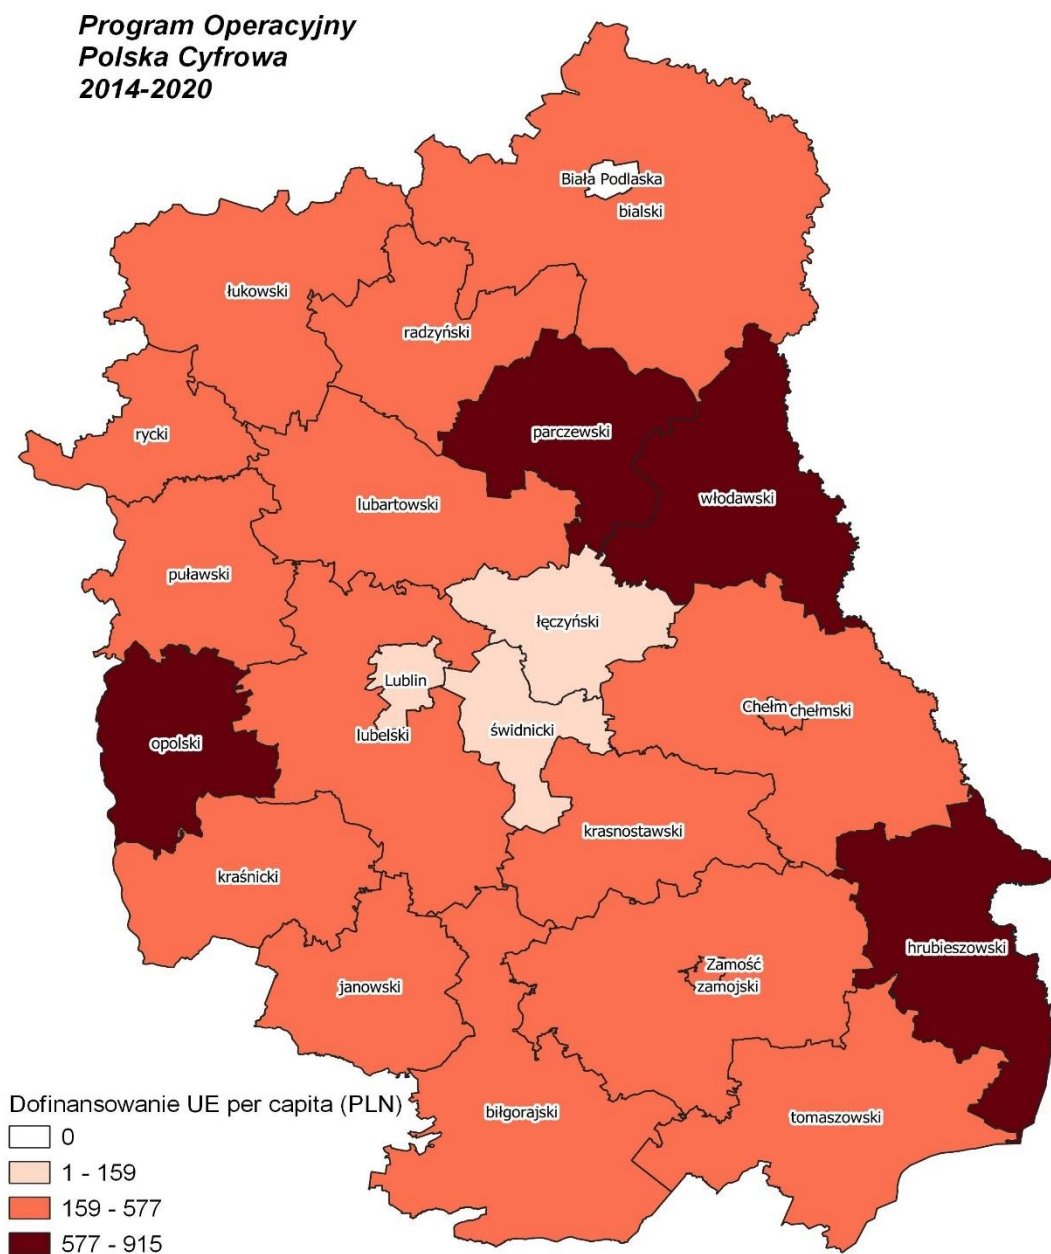 Program Operacyjny
Polska Cyfrowa
2014-2020
Biała Podlaska
bialski
łukowski
radzyński
rycki
parczewski
włodawski
lubartowski
puławski
łęczyński
Lublin
lubelski
świdnicki
Chełm
chełmski
opolski
krasnostawski
kraśnicki
hrubieszowski
janowski
Zamość
zamojski
biłgorajski
tomaszowski
Dofinansowanie UE per capita (PLN)
0
1 - 159
159 - 577
577 - 915